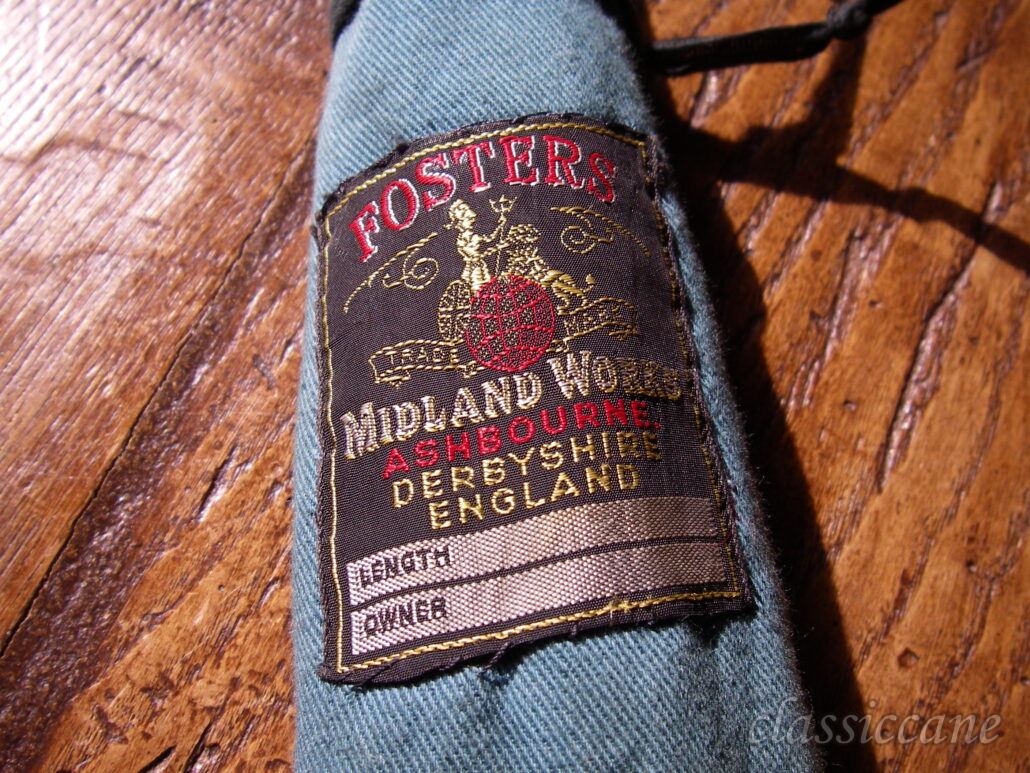 FOSTERS
TRADE MARK
MIDLAND WORKS
ASHBOURNE.
DERBYSHIRE
ENGLAND
LENGTH
OWNER
classiccane